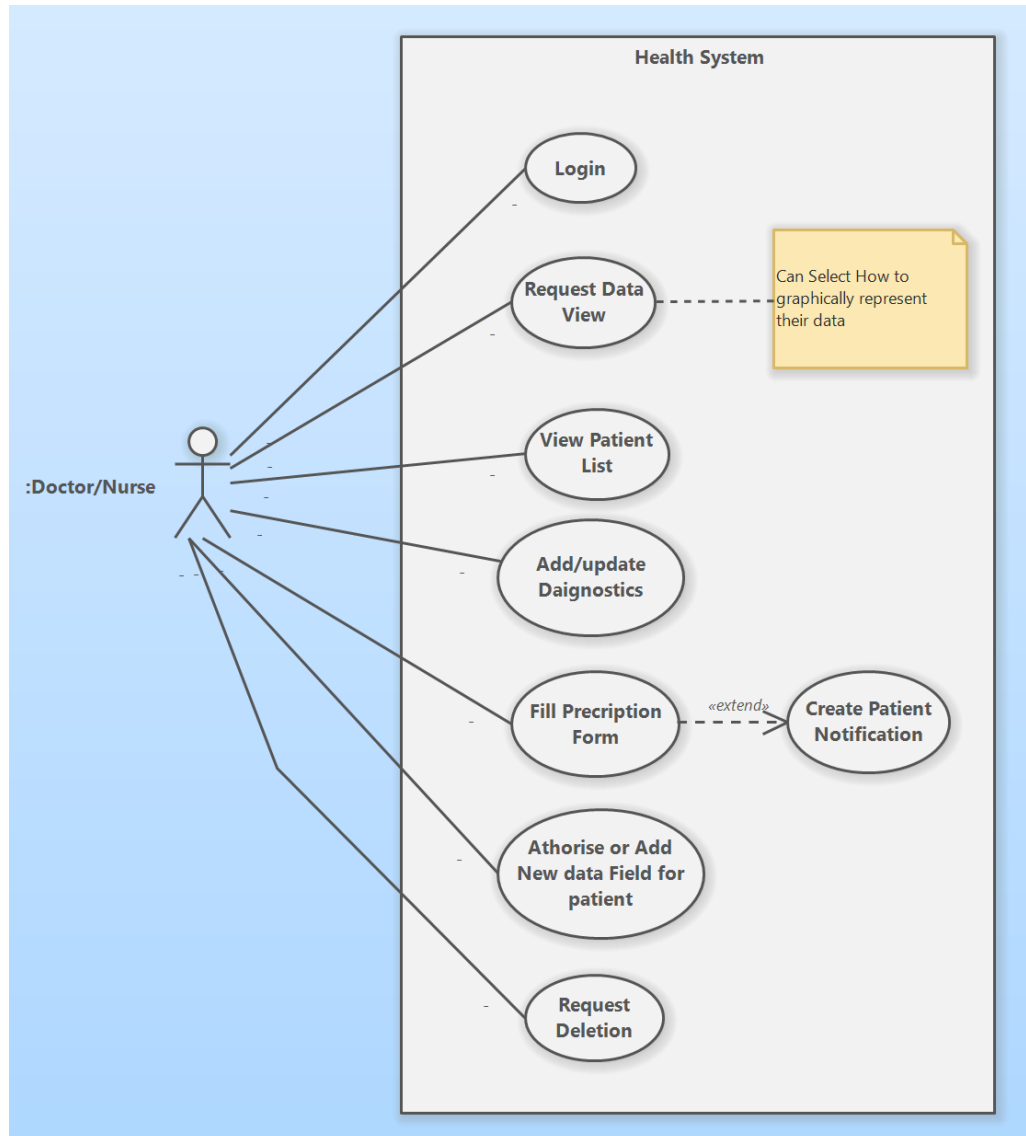 Health System
Login
Request Data
View
Can Select How to
graphically represent
their data
View Patient
List
:Doctor/Nurse
Add/update
Daignostics
Fill Precription
Form
«extend»
Create Patient
Notification
Athorise or Add
New data Field for
patient
Request
Deletion